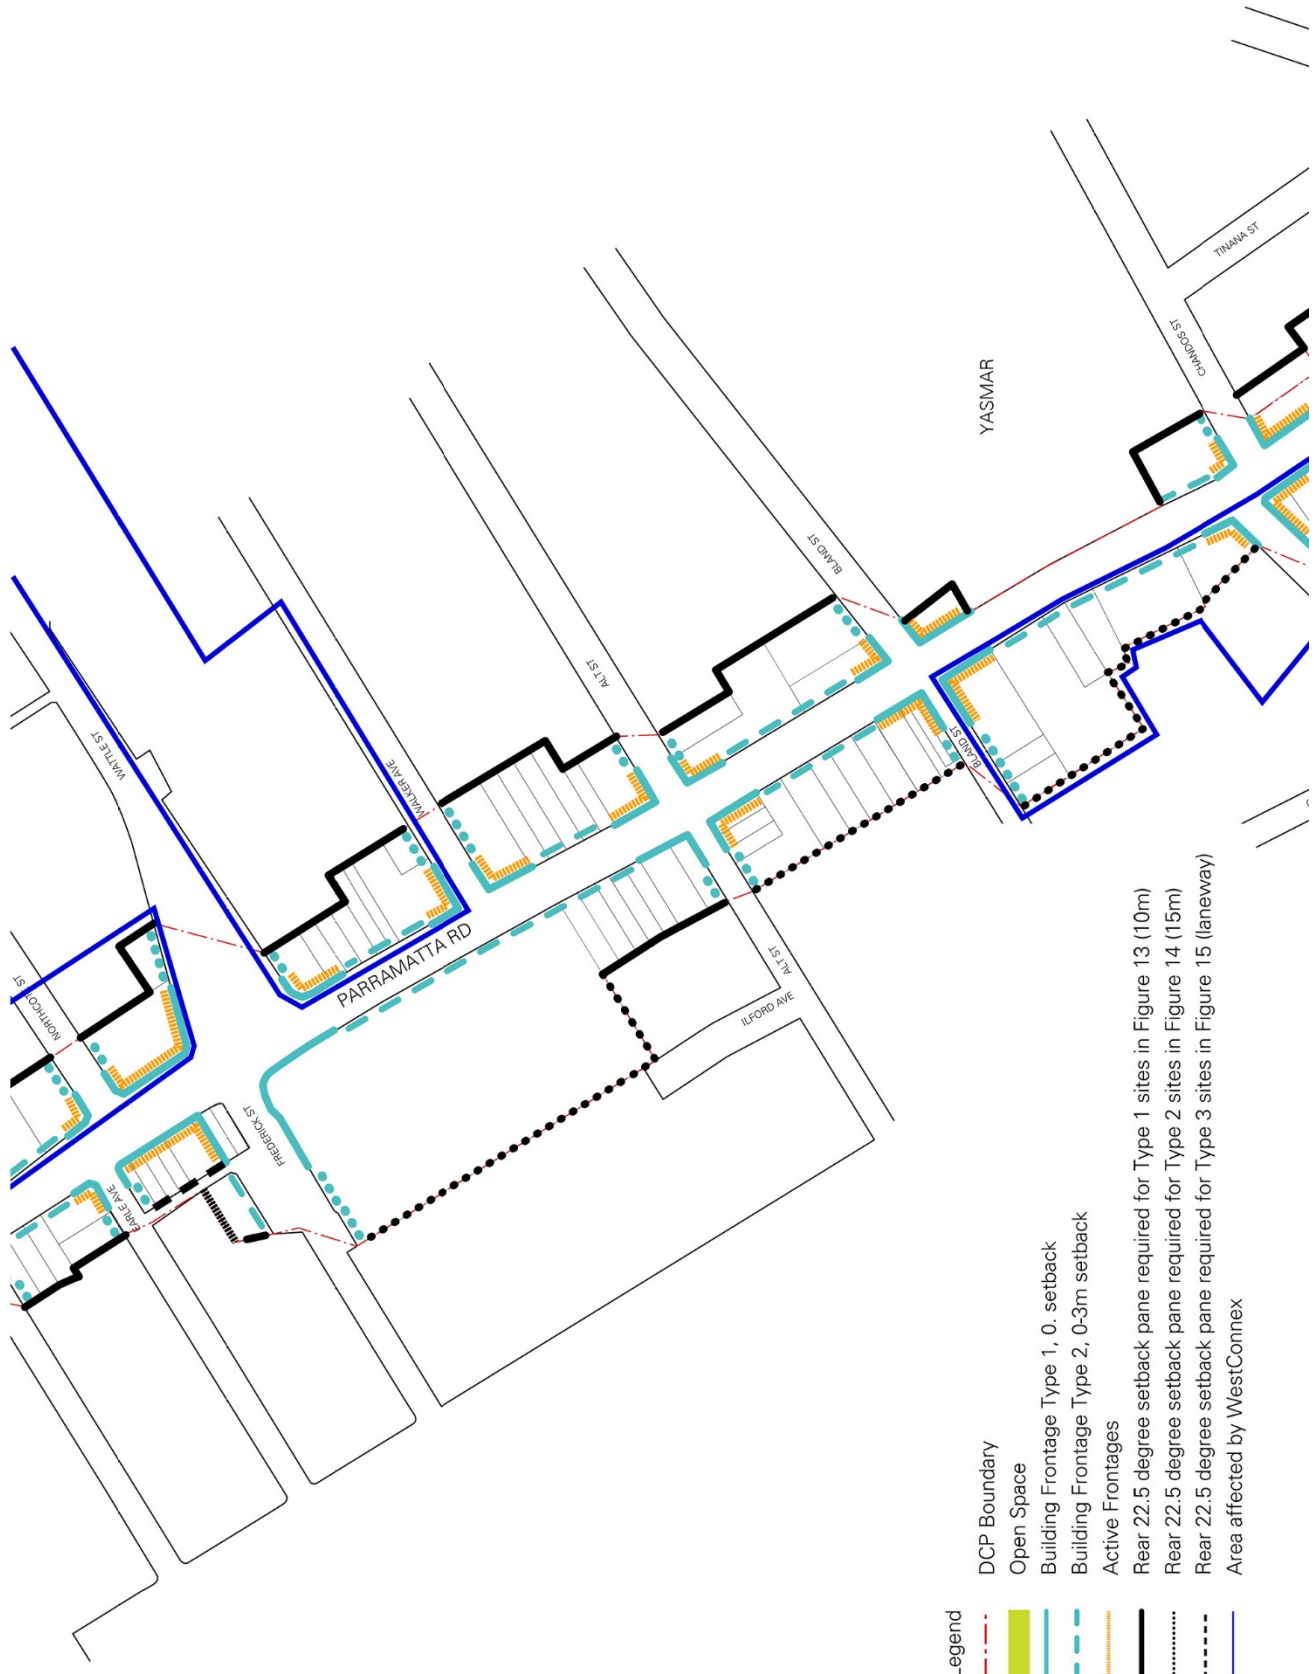 WATTLE ST
NORTHCOT ST
WALKER AVE
ALT ST
BLAND ST
YASMAR
CHANDOS ST
TINANA ST
PARRAMATTA RD
FREDERICK ST
EARLE AVE
ALT ST
ILFORD AVE
BLAND ST
Legend
DCP Boundary
Open Space
Building Frontage Type 1, 0. setback
Building Frontage Type 2, 0-3m setback
Active Frontages
Rear 22.5 degree setback pane required for Type 1 sites in Figure 13 (10m)
Rear 22.5 degree setback pane required for Type 2 sites in Figure 14 (15m)
Rear 22.5 degree setback pane required for Type 3 sites in Figure 15 (laneway)
Area affected by WestConnex